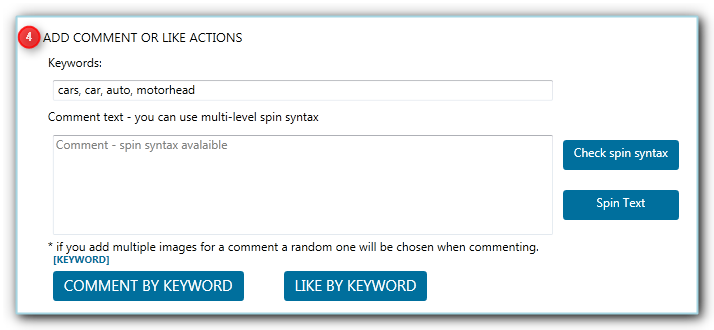 4 ADD COMMENT OR LIKE ACTIONS
Keywords:
cars, car, auto, motorhead
Comment text - you can use multi-level spin syntax
Comment - spin syntax avalaible
Check spin syntax
Spin Text
* if you add multiple images for a comment a random one will be chosen when commenting.
[KEYWORD]
COMMENT BY KEYWORD
LIKE BY KEYWORD